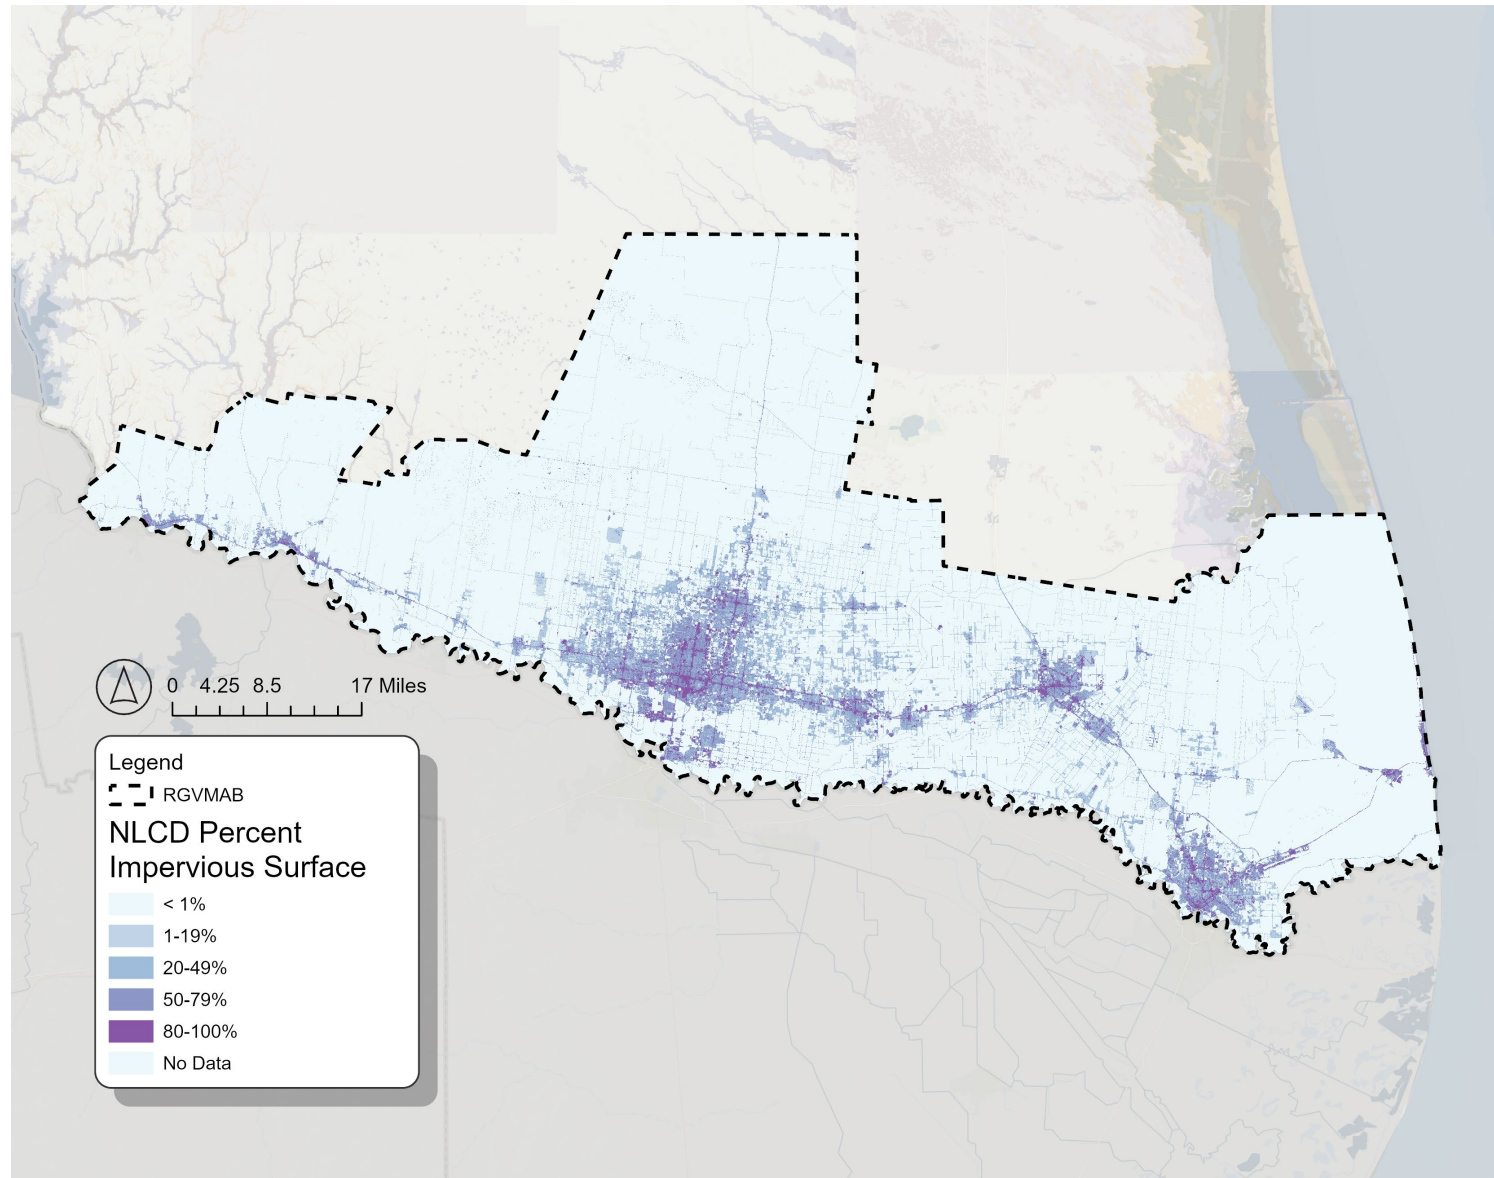 0 4.25 8.5 17 Miles
Legend
RGVMAB
NLCD Percent
Impervious Surface
< 1%
1-19%
20-49%
50-79%
80-100%
No Data